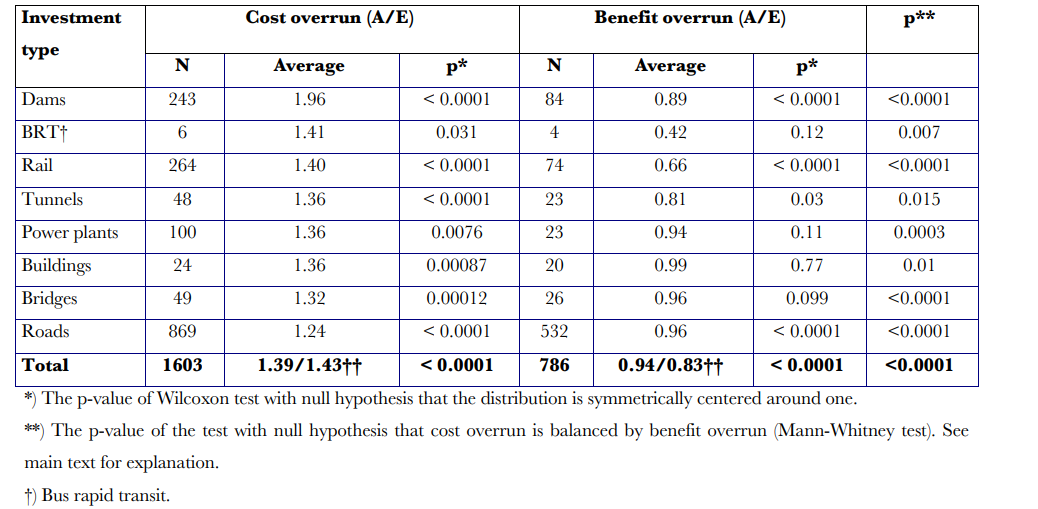 Investment type Cost overrun (A/E) Benefit overrun (A/E) p**
N Average p* N Average p*
Dams 243 1.96 < 0.0001 84 0.89 < 0.0001 <0.0001
BRT† 6 1.41 0.031 4 0.42 0.12 0.007
Rail 264 1.40 < 0.0001 74 0.66 < 0.0001 <0.0001
Tunnels 48 1.36 < 0.0001 23 0.81 0.03 0.015
Power plants 100 1.36 0.0076 23 0.94 0.11 0.0003
Buildings 24 1.36 0.00087 20 0.99 0.77 0.01
Bridges 49 1.32 0.00012 26 0.96 0.099 <0.0001
Roads 869 1.24 < 0.0001 532 0.96 < 0.0001 <0.0001
Total 1603 1.39/1.43†† < 0.0001 786 0.94/0.83†† < 0.0001 <0.0001
*) The p-value of Wilcoxon test with null hypothesis that the distribution is symmetrically centered around one.
**) The p-value of the test with null hypothesis that cost overrun is balanced by benefit overrun (Mann-Whitney test). See
main text for explanation.
†) Bus rapid transit.